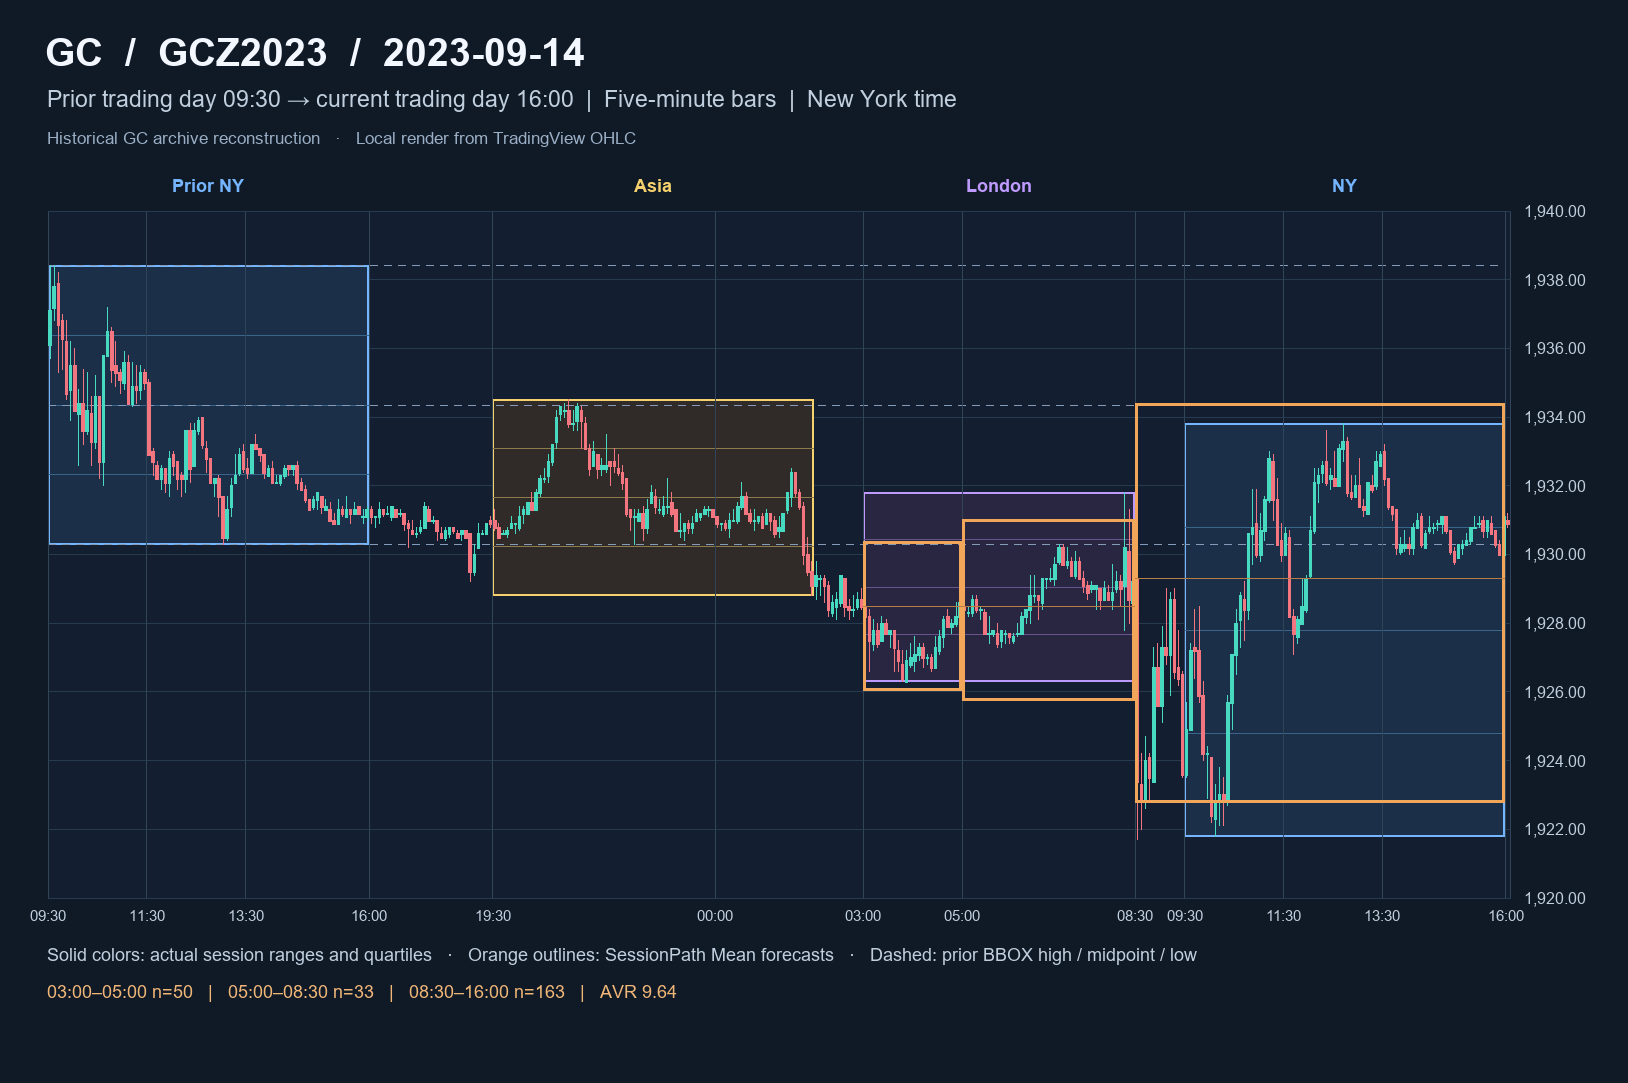 GC / GCZ2023 / 2023-09-14
Prior trading day 09:30 → current trading day 16:00 | Five-minute bars | New York time
Historical GC archive reconstruction · Local render from TradingView OHLC
Prior NY Asia London NY
1,940.00
1,938.00
1,936.00
1,934.00
1,932.00
1,930.00
1,928.00
1,926.00
1,924.00
1,922.00
1,920.00
09:30 11:30 13:30 16:00 19:30 00:00 03:00 05:00 08:30 09:30 11:30 13:30 16:00
Solid colors: actual session ranges and quartiles · Orange outlines: SessionPath Mean forecasts · Dashed: prior BBOX high / midpoint / low
03:00–05:00 n=50 | 05:00–08:30 n=33 | 08:30–16:00 n=163 | AVR 9.64